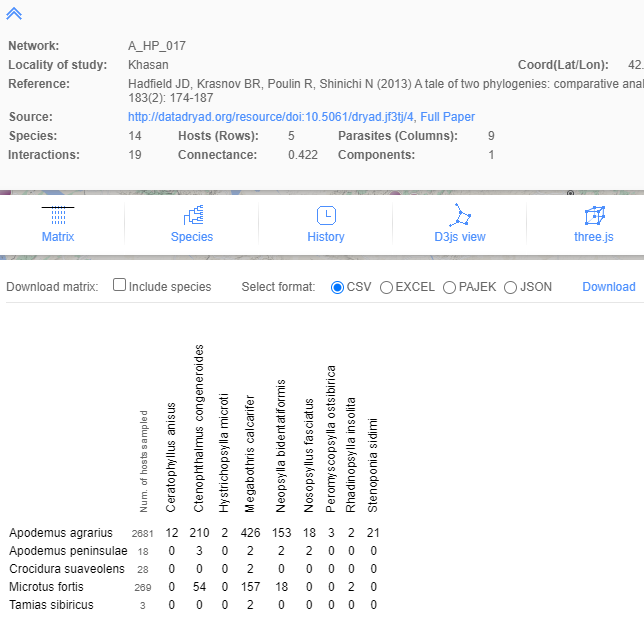 Network: A_HP_017
Locality of study: Khasan Coord(Lat/Lon): 42.
Reference: Hadfield JD, Krasnov BR, Poulin R, Shinichi N (2013) A tale of two phylogenies: comparative anal
183(2): 174-187
Source: http://datadryad.org/resource/doi:10.5061/dryad.jf3tj/4, Full Paper
Species: 14 Hosts (Rows): 5 Parasites (Columns): 9
Interactions: 19 Connectance: 0.422 Components: 1
Matrix Species History D3js view three.js
Download matrix: Include species Select format: CSV EXCEL PAJEK JSON Download
Num. of hosts sampled Ceratophyllus anisus Ctenophthalmus congeneroides Hystrichopsylla microti Megabothris calcarifer Neopsylla bidentatiformis Nosopsyllus fasciatus Peromyscopsylla ostsibirica Rhadinopsylla insolita Stenoponia sidimi
Apodemus agrarius 2681 12 210 2 426 153 18 3 2 21
Apodemus peninsulae 18 0 3 0 2 2 2 0 0 0
Crocidura suaveolens 28 0 0 0 2 0 0 0 0 0
Microtus fortis 269 0 54 0 157 18 0 0 2 0
Tamias sibiricus 3 0 0 0 2 0 0 0 0 0